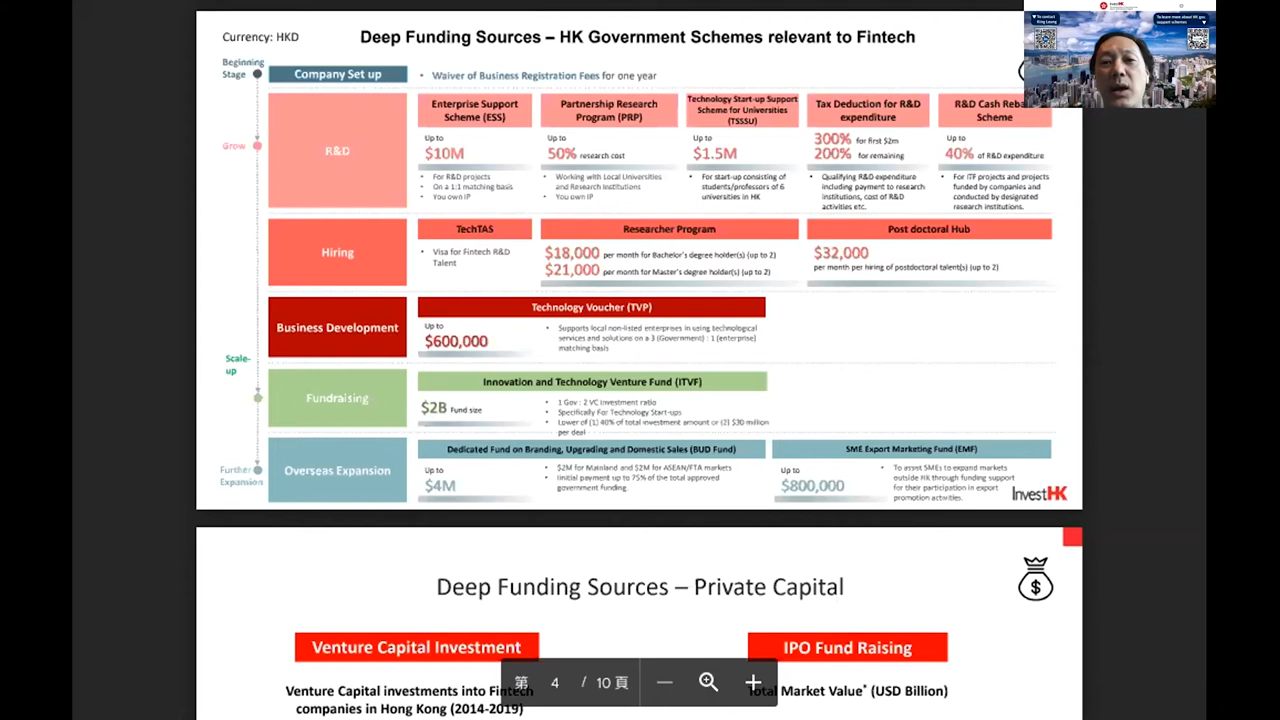 Currency: HKD
Deep Funding Sources – HK Government Schemes relevant to Fintech
Beginning
Stage
Company Set up
• Waiver of Business Registration Fees for one year
Grow
R&D
Enterprise Support
Scheme (ESS)
Up to
$10M
• For R&D projects
• On a 1:1 matching basis
• You own IP
Partnership Research
Program (PRP)
Up to
50% research cost
• Working with Local Universities
and Research Institutions
• You own IP
Technology Start-up Support
Scheme for Universities
(TSSSU)
Up to
$1.5M
• For start-up consisting of
students/professors of 6
universities in HK
Tax Deduction for R&D
expenditure
300% for first $2m
200% for remaining
• Qualifying R&D expenditure
including payment to research
institutions, cost of R&D
activities etc.
R&D Cash Reba
Scheme
Up to
40% of R&D expenditure
• For ITF projects and projects
funded by companies and
conducted by designated
research institutions.
Hiring
TechTAS
• Visa for Fintech R&D
Talent
Researcher Program
$18,000 per month for Bachelor's degree holder(s) (up to 2)
$21,000 per month for Master's degree holder(s) (up to 2)
Post doctoral Hub
$32,000
per month per hiring of postdoctoral talent(s) (up to 2)
Business Development
Technology Voucher (TVP)
Up to
$600,000
• Supports local non-listed enterprises in using technological
services and solutions on a 3 (Government) : 1 (enterprise)
matching basis
Scale-
up
Fundraising
Innovation and Technology Venture Fund (ITVF)
$2B Fund size
• 1 Gov : 2 VC investment ratio
• Specifically For Technology Start-ups
• Lower of (1) 40% of total investment amount or (2) $30 million
per deal
Further
Expansion
Overseas Expansion
Dedicated Fund on Branding, Upgrading and Domestic Sales (BUD Fund)
Up to
$4M
• $2M for Mainland and $2M for ASEAN/FTA markets
• Iinitial payment up to 75% of the total approved
government funding.
SME Export Marketing Fund (EMF)
Up to
$800,000
• To assist SMEs to expand markets
outside HK through funding support
for their participation in export
promotion activities.
InvestHK
To contact
King Leung
To learn more about HK gov.
support schemes
Deep Funding Sources – Private Capital
$
Venture Capital Investment
IPO Fund Raising
Venture Capital investments into Fintech
companies in Hong Kong (2014-2019)
Total Market Value* (USD Billion)
第 4 / 10 頁